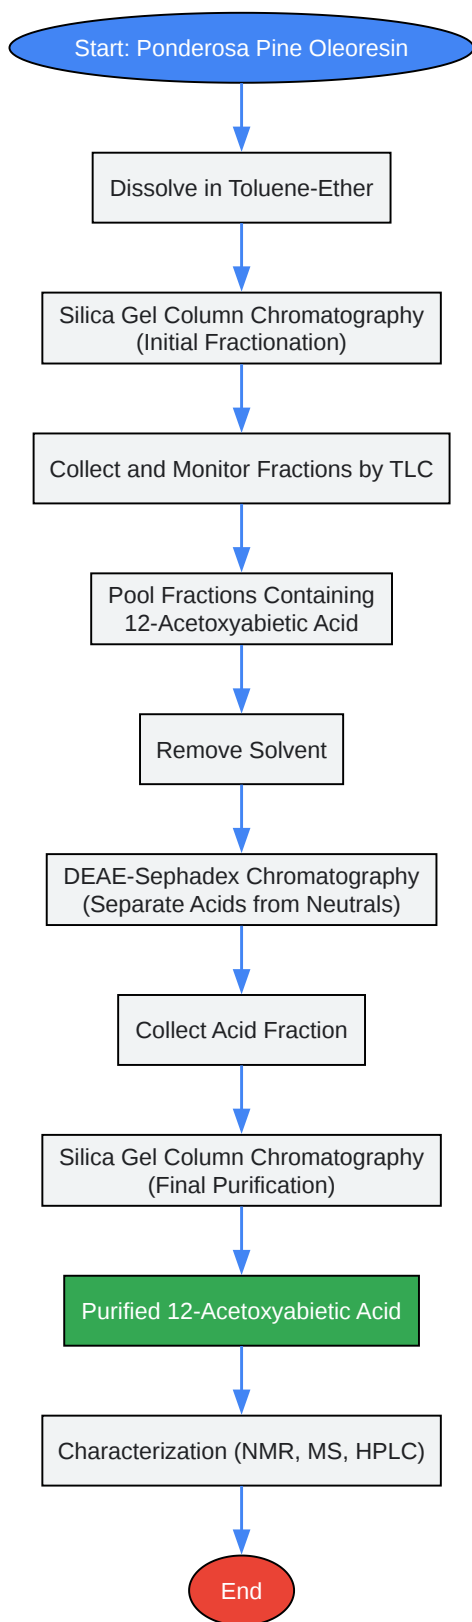 Start: Ponderosa Pine Oleoresin
Dissolve in Toluene-Ether
Silica Gel Column Chromatography
(Initial Fractionation)
Collect and Monitor Fractions by TLC
Pool Fractions Containing
12-Acetoxyabietic Acid
Remove Solvent
DEAE-Sephadex Chromatography
(Separate Acids from Neutrals)
Collect Acid Fraction
Silica Gel Column Chromatography
(Final Purification)
Purified 12-Acetoxyabietic Acid
Characterization (NMR, MS, HPLC)
End